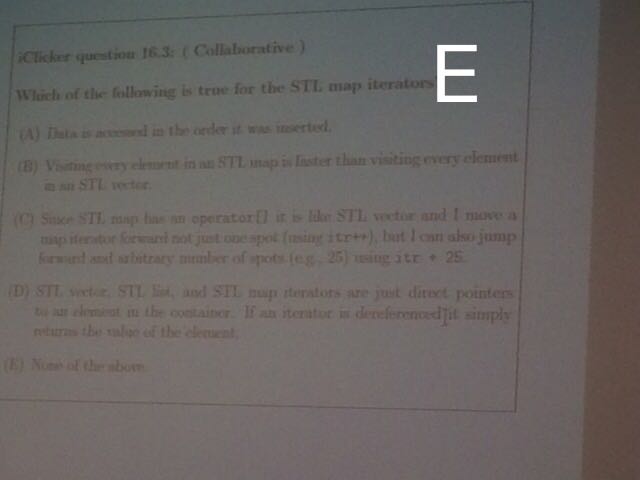 iClicker question 16.3: ( Collaborative )
E
Which of the following is true for the STL map iterators
(A) Data is accessed in the order it was inserted.
(B) Visiting every element in an STL map is faster than visiting every element
in an STL vector.
(C) Since STL map has an operator[] it is like STL vector and I move a
map iterator forward not just one spot (using itr++), but I can also jump
forward and arbitrary number of spots (e.g., 25) using itr + 25.
(D) STL vector, STL list, and STL map iterators are just direct pointers
to an element in the container. If an iterator is dereferenced it simply
returns the value of the element.
(E) None of the above